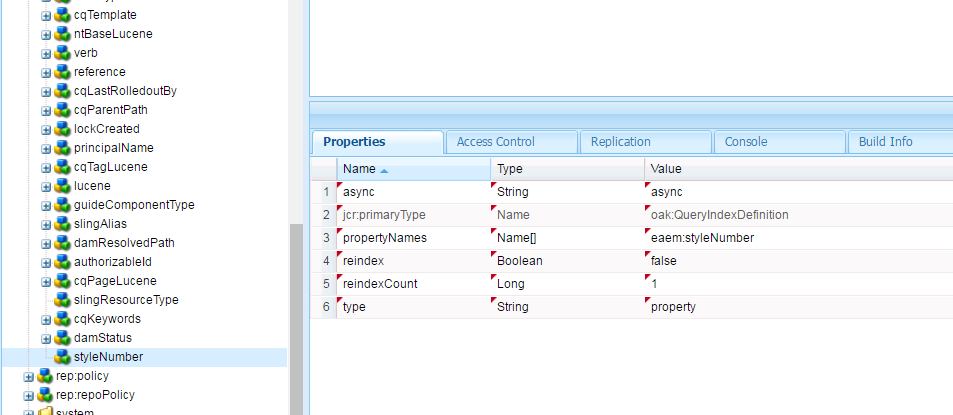 cqTemplate
ntBaseLucene
verb
reference
cqLastRolledoutBy
cqParentPath
lockCreated
principalName
cqTagLucene
lucene
guideComponentType
slingAlias
damResolvedPath
authorizableId
cqPageLucene
slingResourceType
cqKeywords
damStatus
styleNumber
rep:policy
rep:repoPolicy
system
Properties Access Control Replication Console Build Info
Name Type Value
1 async String async
2 jcr:primaryType Name oak:QueryIndexDefinition
3 propertyNames Name[] eaem:styleNumber
4 reindex Boolean false
5 reindexCount Long 1
6 type String property